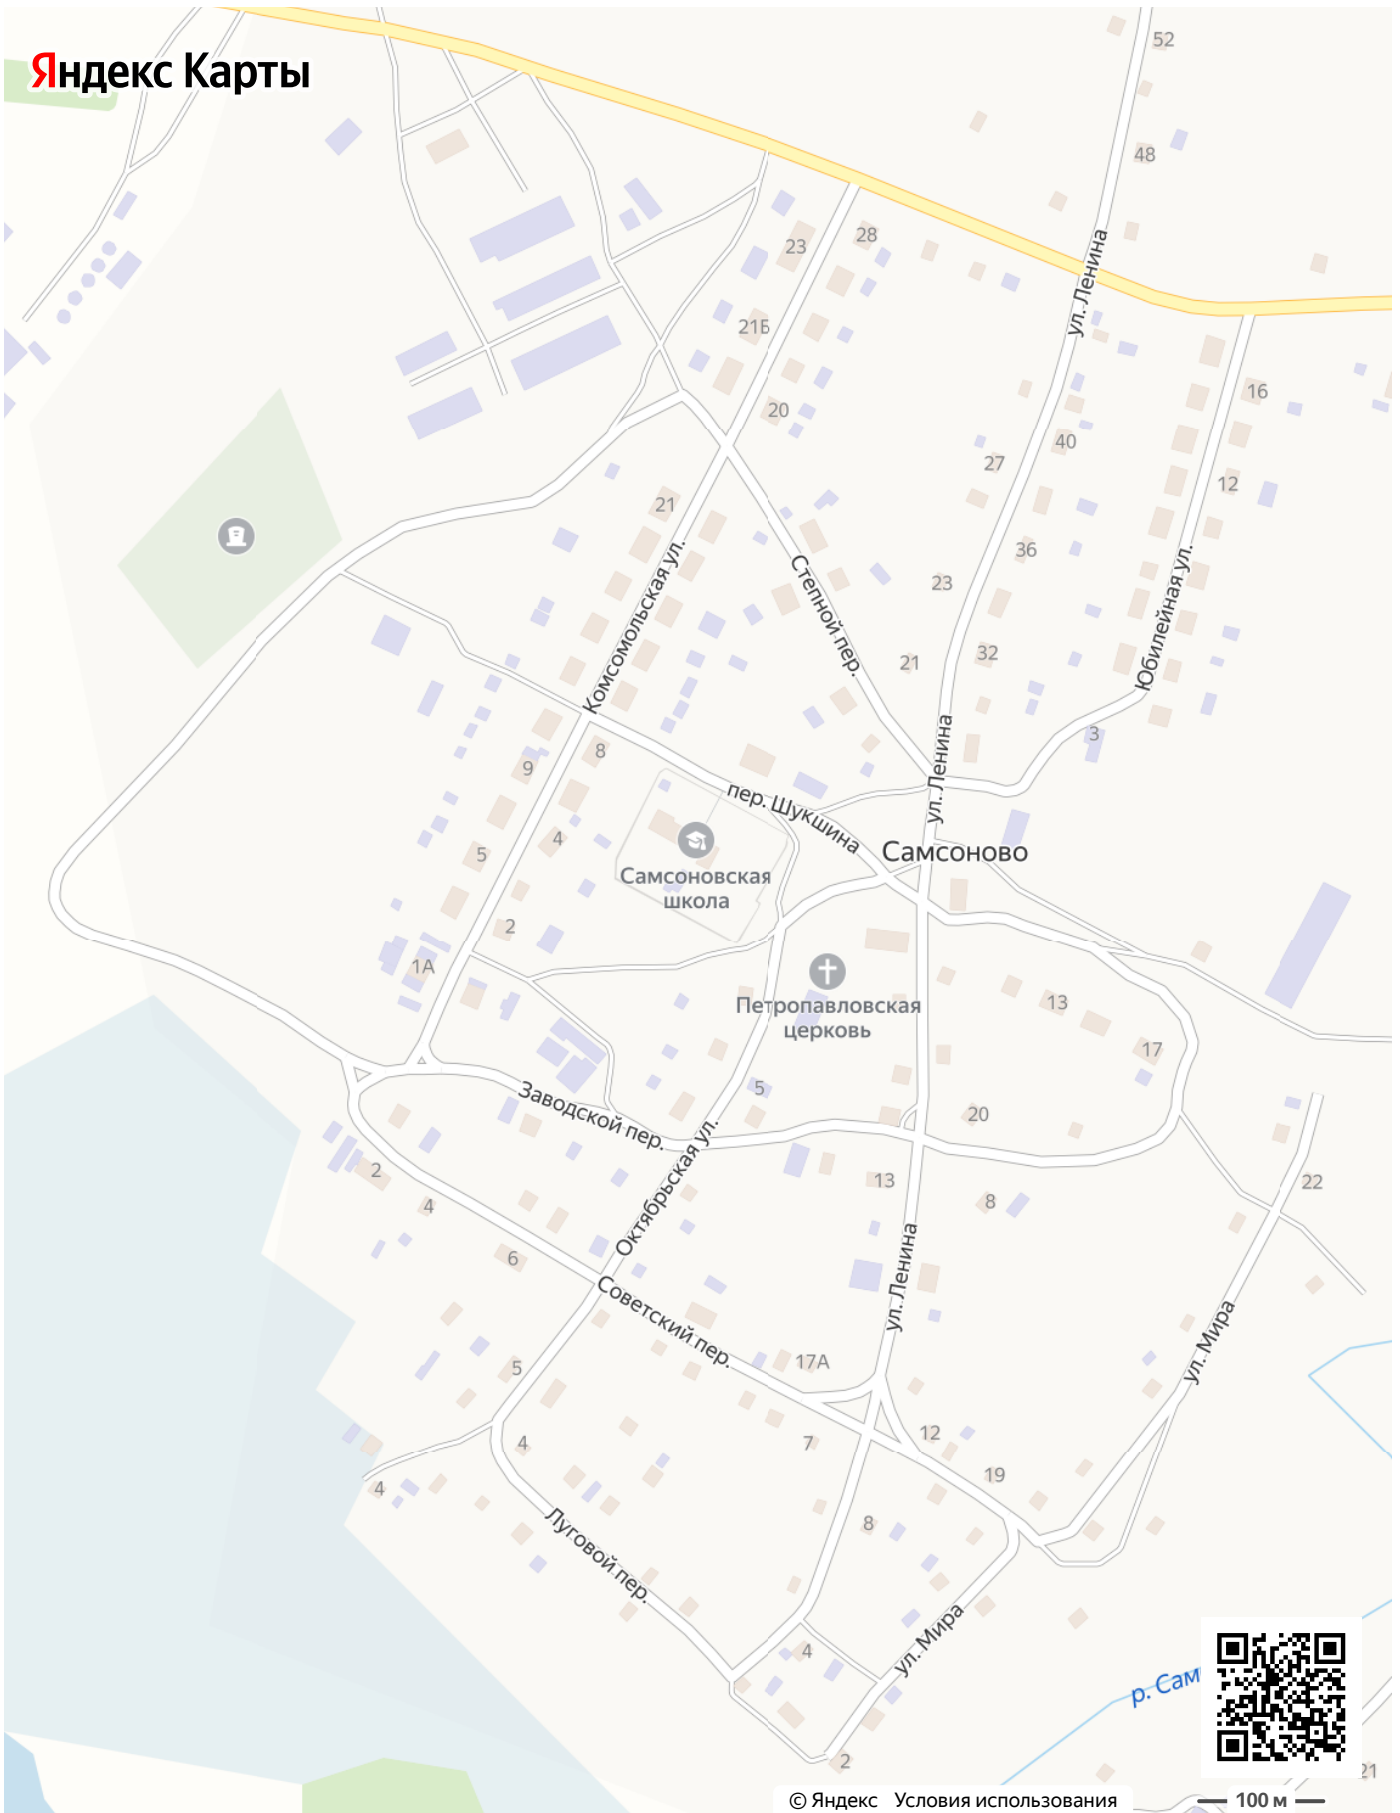 Яндекс Карты
52
48
ул. Ленина
23
28
21Б
16
20
40
27
12
21
36
Комсомольская ул.
Степной пер.
23
Юбилейная ул.
32
21
3
8
9
ул. Ленина
пер. Шукшина
4
5
Самсоново
Самсоновская
школа
2
1А
Петропавловская
церковь
13
17
5
Заводской пер.
20
2
Октябрьская ул.
13
22
4
8
6
ул. Ленина
Советский пер.
ул. Мира
5
17А
4
7
12
19
4
8
Луговой пер.
ул. Мира
4
р. Сам
2
21
© Яндекс Условия использования
100 м